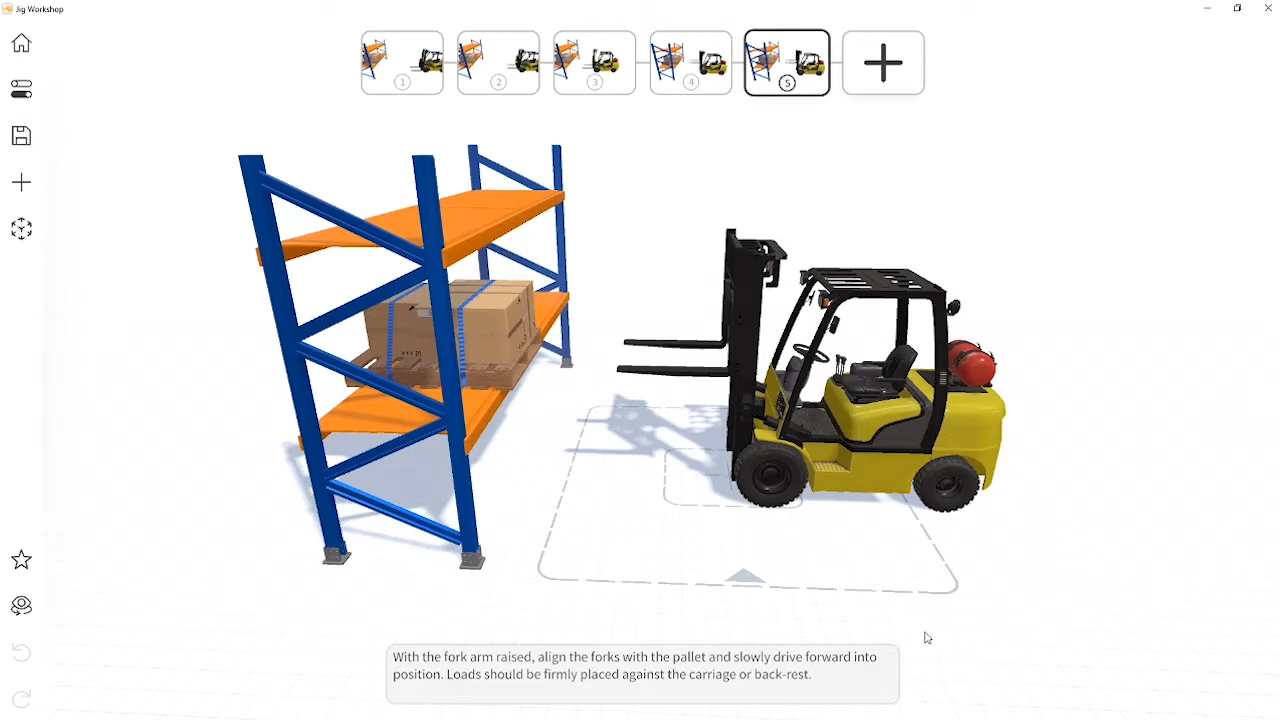 Jig Workshop
1
2
3
4
5
With the fork arm raised, align the forks with the pallet and slowly drive forward into
position. Loads should be firmly placed against the carriage or back-rest.